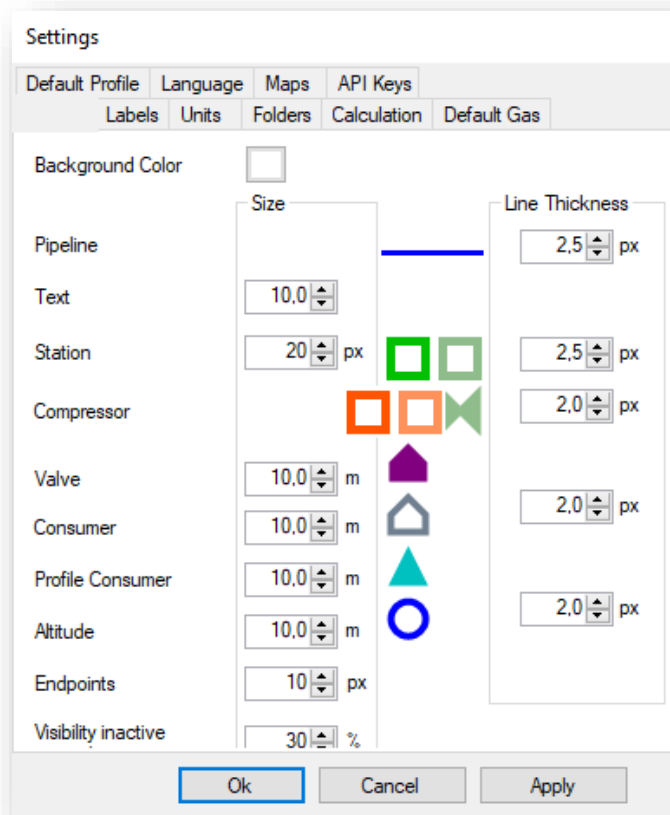 Settings
Default Profile Language Maps API Keys
Labels Units Folders Calculation Default Gas
Background Color
Size Line Thickness
Pipeline 2,5 px
Text 10,0
Station 20 px 2,5 px
Compressor 2,0 px
Valve 10,0 m
2,0 px
Consumer 10,0 m
Profile Consumer 10,0 m
2,0 px
Altitude 10,0 m
Endpoints 10 px
Visibility inactive
30 %
Ok Cancel Apply